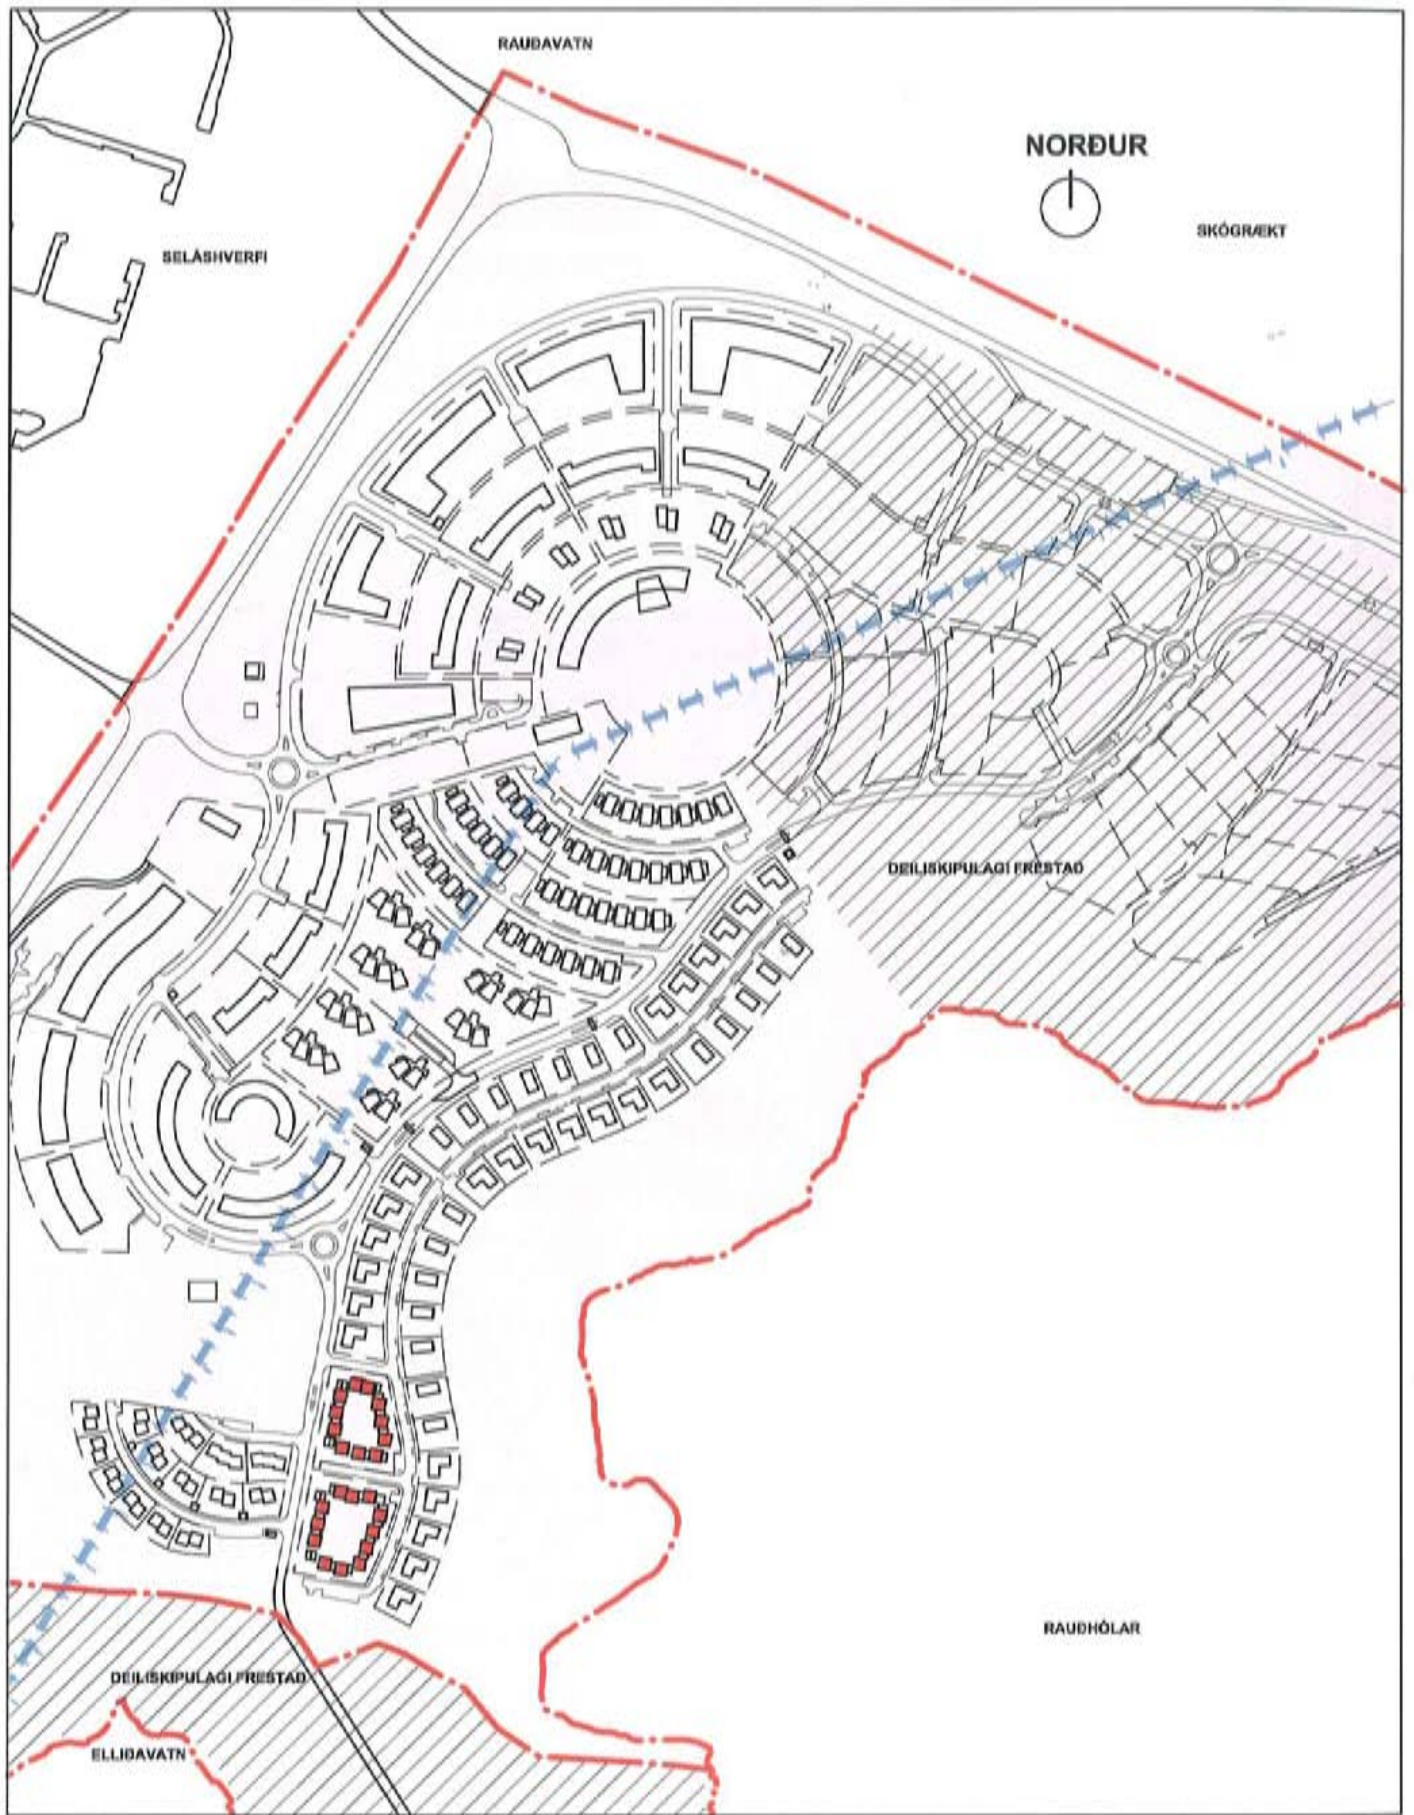 RAUÐAVATN
NORÐUR
SKÓGRÆKT
SELÁSHVERFI
DEILISKIPULAGI FRESTAÐ
RAUÐHÓLAR
DEILISKIPULAGI FRESTAÐ
ELLIÐAVATN